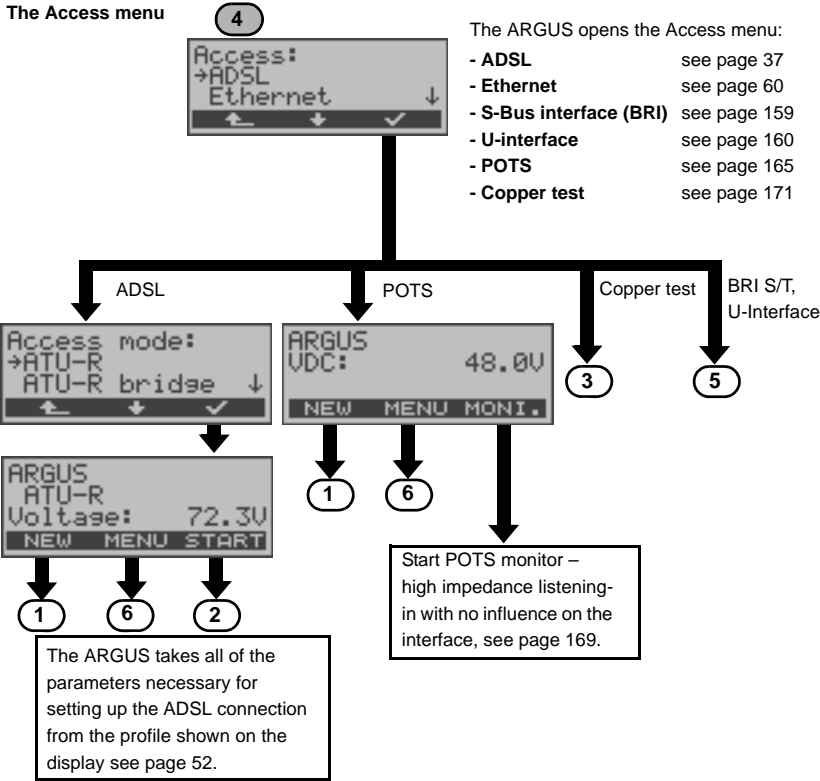 The Access menu
4
Access:
→ADSL
Ethernet ↓
The ARGUS opens the Access menu:
- ADSL see page 37
- Ethernet see page 60
- S-Bus interface (BRI) see page 159
- U-interface see page 160
- POTS see page 165
- Copper test see page 171
ADSL
POTS
Copper test
BRI S/T,
U-Interface
Access mode:
→ATU-R
ATU-R bridge ↓
ARGUS
VDC: 48.0V
NEW MENU MONI.
3
5
1
6
ARGUS
ATU-R
Voltage: 72.3V
NEW MENU START
1
6
2
Start POTS monitor –
high impedance listening-
in with no influence on the
interface, see page 169.
The ARGUS takes all of the
parameters necessary for
setting up the ADSL connection
from the profile shown on the
display see page 52.